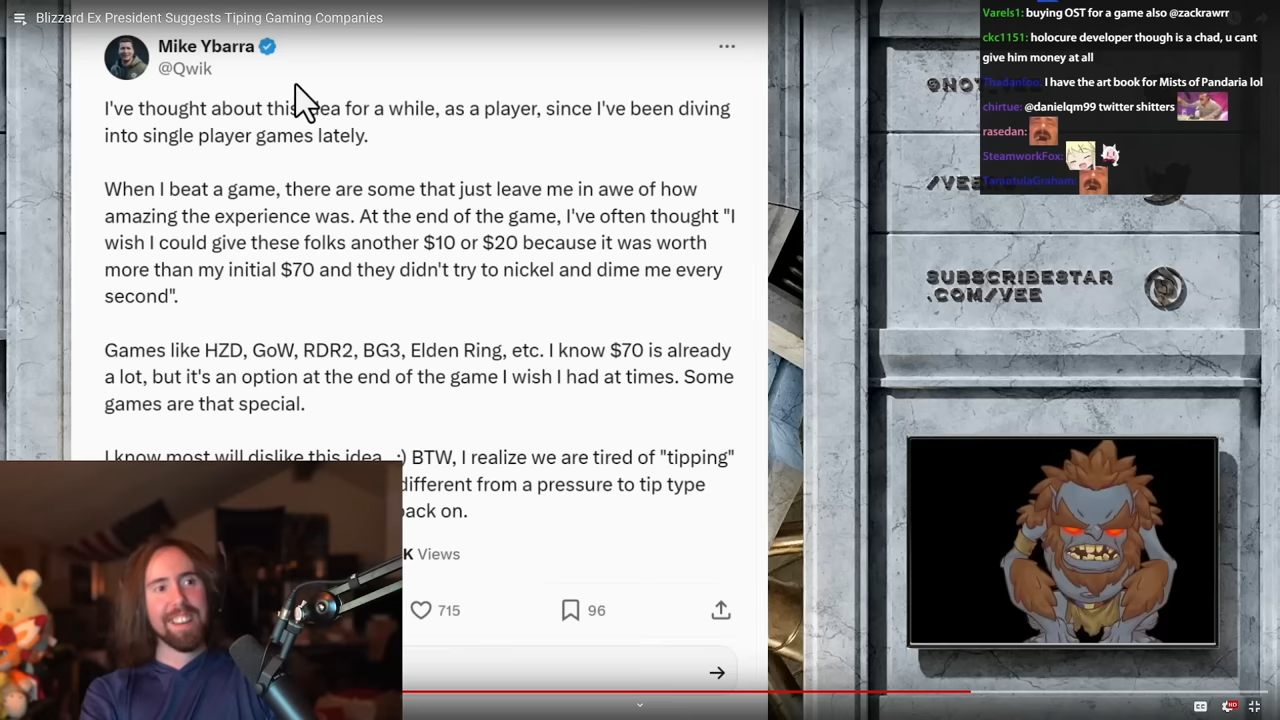 Blizzard Ex President Suggests Tiping Gaming Companies
Mike Ybarra
@Qwik
I've thought about this idea for a while, as a player, since I've been diving
into single player games lately.
When I beat a game, there are some that just leave me in awe of how
amazing the experience was. At the end of the game, I've often thought "I
wish I could give these folks another $10 or $20 because it was worth
more than my initial $70 and they didn't try to nickel and dime me every
second".
Games like HZD, GoW, RDR2, BG3, Elden Ring, etc. I know $70 is already
a lot, but it's an option at the end of the game I wish I had at times. Some
games are that special.
I know most will dislike this idea. :) BTW, I realize we are tired of "tipping"
different from a pressure to tip type
back on.
K Views
715
96
Varels1: buying OST for a game also @zackrawrr
ckc1151: holocure developer though is a chad, u cant
give him money at all
Thadanfoo: I have the art book for Mists of Pandaria lol
chirtue: @danielqm99 twitter shitters
rasedan:
SteamworkFox:
TarantulaGraham:
@NOT
/VEE
SUBSCRIBESTAR
.COM/VEE
CC
HD